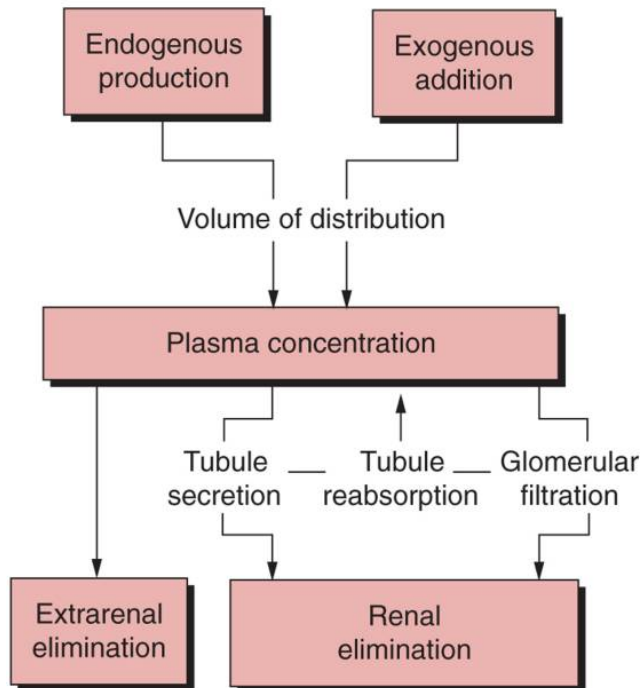 Endogenous
production
Exogenous
addition
Volume of distribution
Plasma concentration
Tubule
secretion
Tubule
reabsorption
Glomerular
filtration
Extrarenal
elimination
Renal
elimination